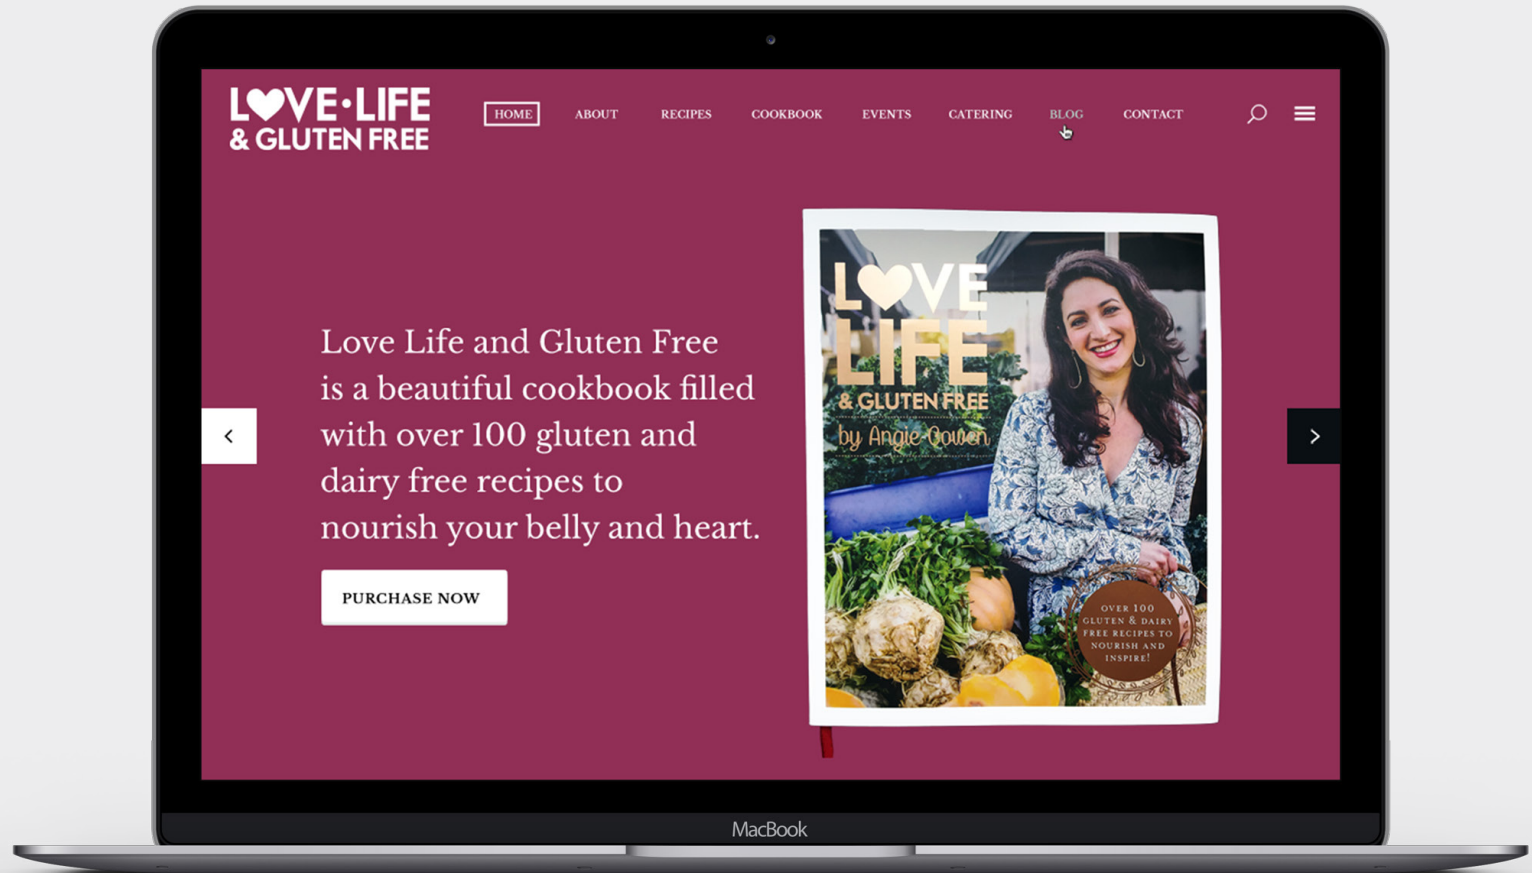 LOVE•LIFE
& GLUTEN FREE
HOME ABOUT RECIPES COOKBOOK EVENTS CATERING BLOG CONTACT
Love Life and Gluten Free
is a beautiful cookbook filled
with over 100 gluten and
dairy free recipes to
nourish your belly and heart.
PURCHASE NOW
LOVE
LIFE
& GLUTEN FREE
by Angie Cowen
OVER 100
GLUTEN & DAIRY
FREE RECIPES TO
NOURISH AND
INSPIRE!
MacBook